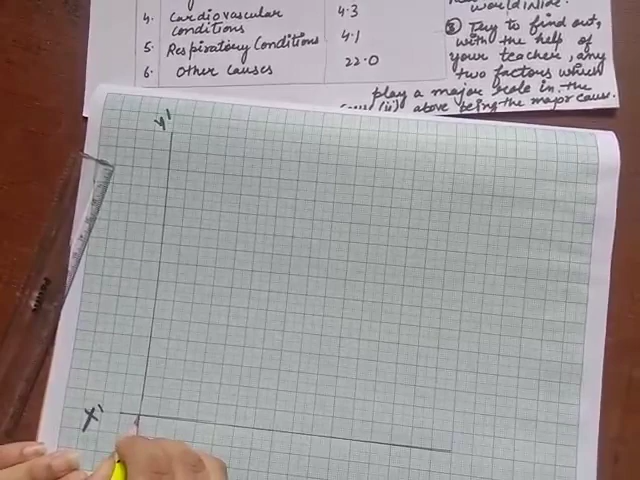 worldwide.
4. Cardiovascular conditions 4.3
5. Respiratory Conditions 4.1
6. Other causes 22.0
③ Try to find out,
with the help of
your teacher, any
two factors which
play a major role in the
(ii) above being the major cause.
Y'
X'